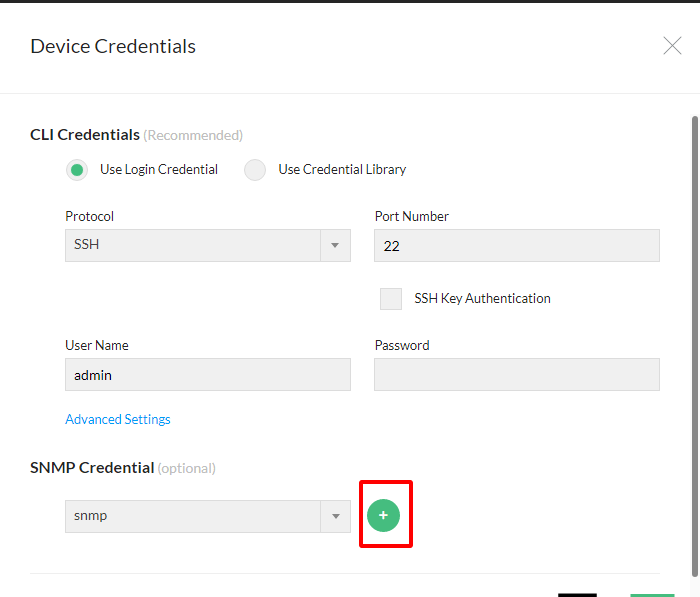 Device Credentials
CLI Credentials (Recommended)
Use Login Credential Use Credential Library
Protocol Port Number
SSH 22
SSH Key Authentication
User Name Password
admin
Advanced Settings
SNMP Credential (optional)
snmp +